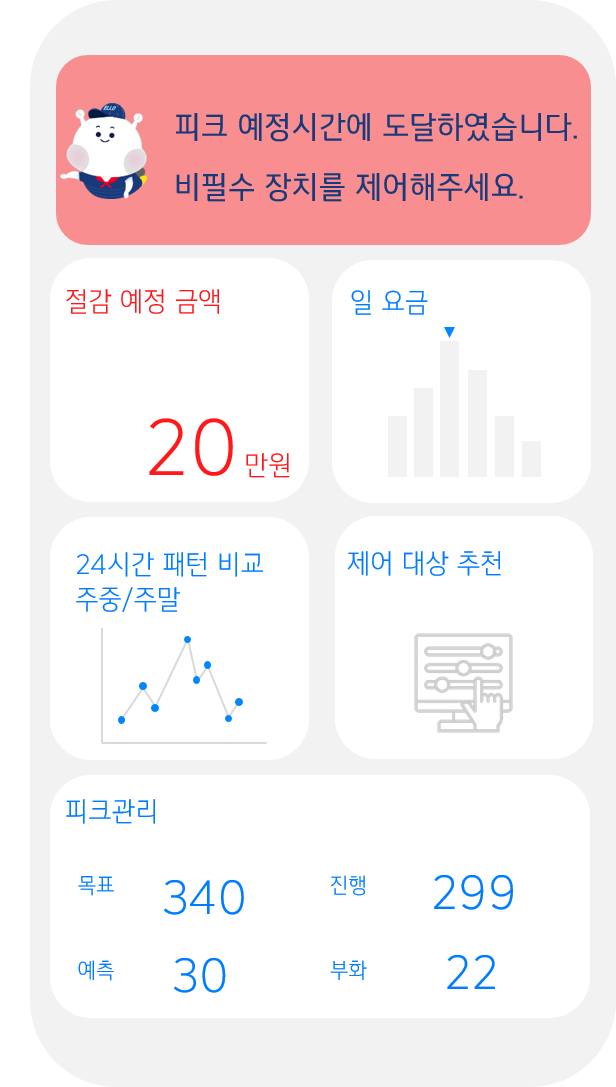 피크 예정시간에 도달하였습니다.
비필수 장치를 제어해주세요.
절감 예정 금액
20 만원
일 요금
24시간 패턴 비교
주중/주말
제어 대상 추천
피크관리
목표 340 진행 299
예측 30 부화 22